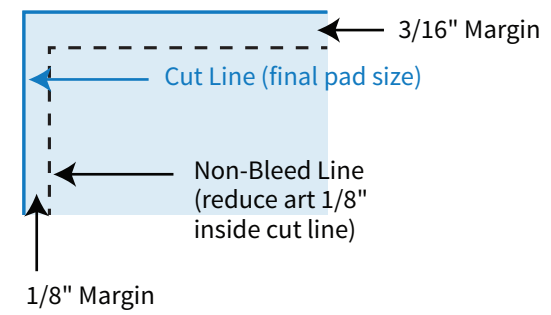 3/16" Margin
Cut Line (final pad size)
Non-Bleed Line
(reduce art 1/8"
inside cut line)
1/8" Margin